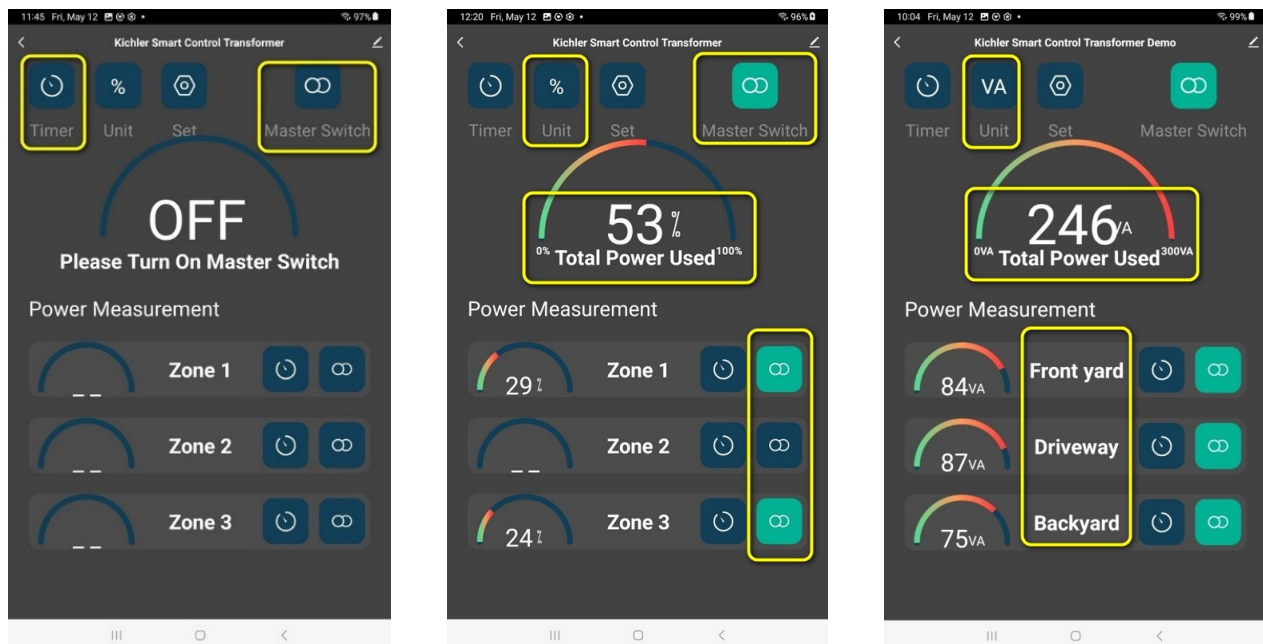 11:45 Fri, May 12 97%
Kichler Smart Control Transformer
%
Timer Unit Set Master Switch
OFF
Please Turn On Master Switch
Power Measurement
-- Zone 1
-- Zone 2
-- Zone 3
12:20 Fri, May 12 96%
Kichler Smart Control Transformer
%
Timer Unit Set Master Switch
53 %
0% Total Power Used 100%
Power Measurement
29 % Zone 1
-- Zone 2
24 % Zone 3
10:04 Fri, May 12 99%
Kichler Smart Control Transformer Demo
VA
Timer Unit Set Master Switch
246 VA
0VA Total Power Used 300VA
Power Measurement
84VA Front yard
87VA Driveway
75VA Backyard